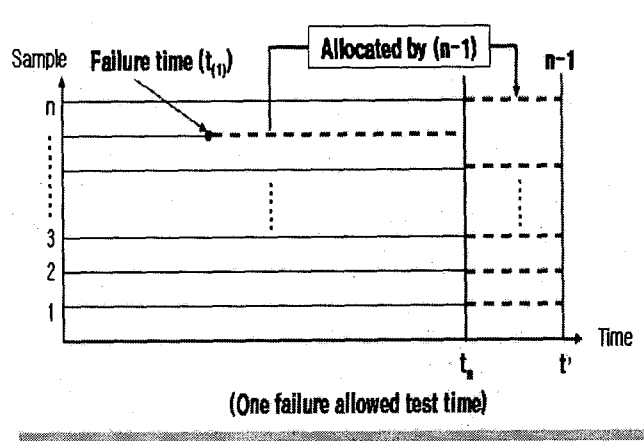 Allocated by (n-1)
n-1
Sample
Failure time (t(1))
n
3
2
1
Time
tn
t'
(One failure allowed test time)